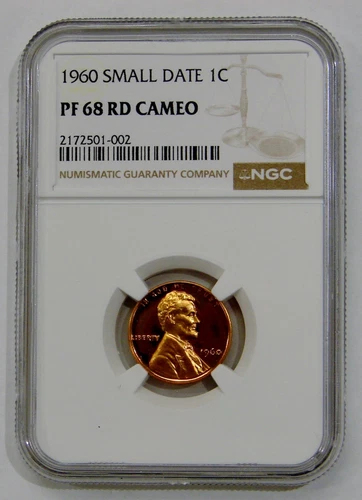 1960 SMALL DATE 1C
PF 68 RD CAMEO
2172501-002
NUMISMATIC GUARANTY COMPANY
NGC
LIBERTY
1960